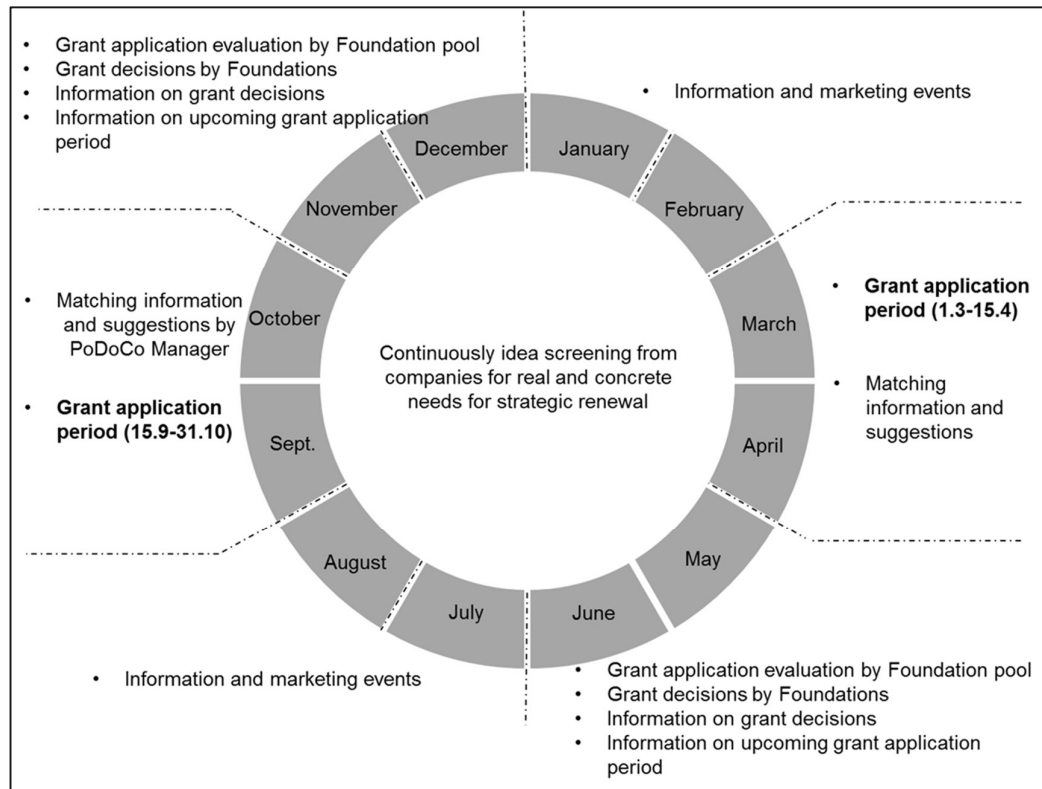 • Grant application evaluation by Foundation pool
• Grant decisions by Foundations
• Information on grant decisions
• Information on upcoming grant application
period
• Information and marketing events
December
January
November
February
• Matching information
and suggestions by
PoDoCo Manager
October
March
• Grant application
period (1.3-15.4)
Continuously idea screening from
companies for real and concrete
needs for strategic renewal
• Grant application
period (15.9-31.10)
Sept.
April
• Matching
information and
suggestions
August
May
July
June
• Information and marketing events
• Grant application evaluation by Foundation pool
• Grant decisions by Foundations
• Information on grant decisions
• Information on upcoming grant application
period